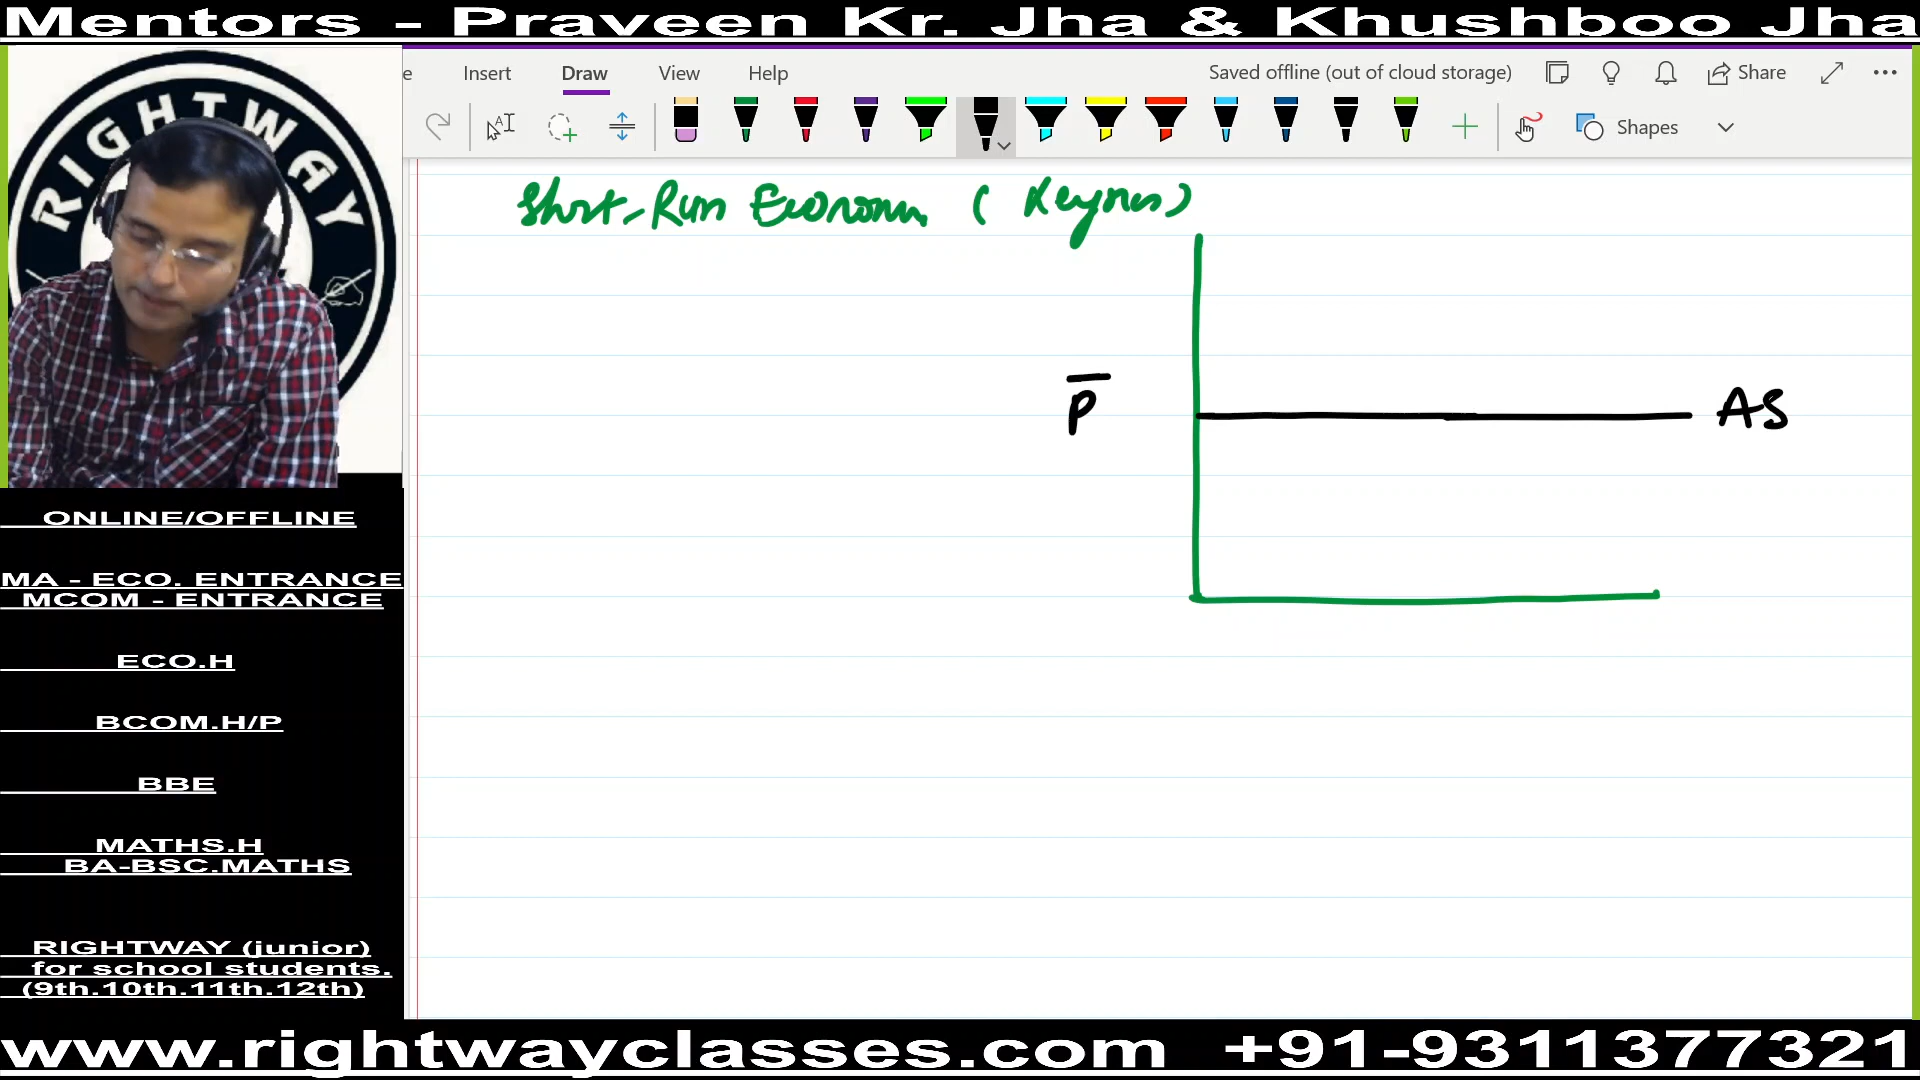 Mentors - Praveen Kr. Jha & Khushboo Jha
RIGHTWAY
e Insert Draw View Help
Saved offline (out of cloud storage) Share
Shapes
Short-Run Economy (Keynes)
P̅
AS
ONLINE/OFFLINE
MA - ECO. ENTRANCE
MCOM - ENTRANCE
ECO.H
BCOM.H/P
BBE
MATHS.H
BA-BSC.MATHS
RIGHTWAY (junior)
for school students.
(9th.10th.11th.12th)
www.rightwayclasses.com +91-9311377321